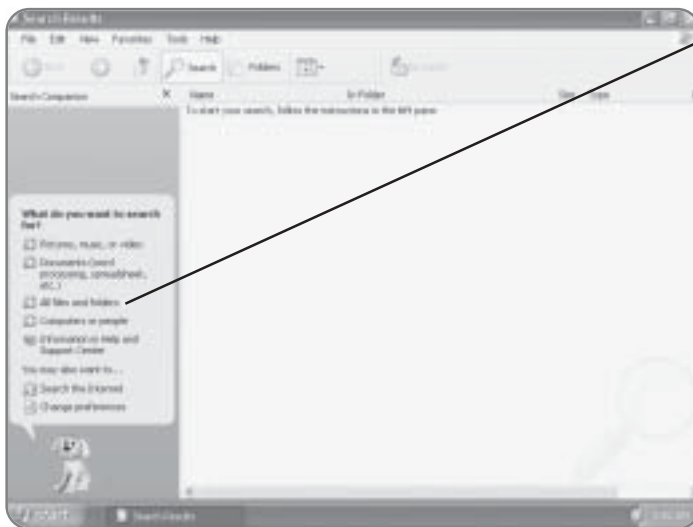 Search Results
File Edit View Favorites Tools Help
Search Folders
Search Companion × Name In Folder Size Type
To start your search, follow the instructions in the left pane.
What do you want to search
for?
Pictures, music, or video
Documents (word
processing, spreadsheet,
etc.)
All files and folders
Computers or people
Information in Help and
Support Center
You may also want to...
Search the Internet
Change preferences
start Search Results